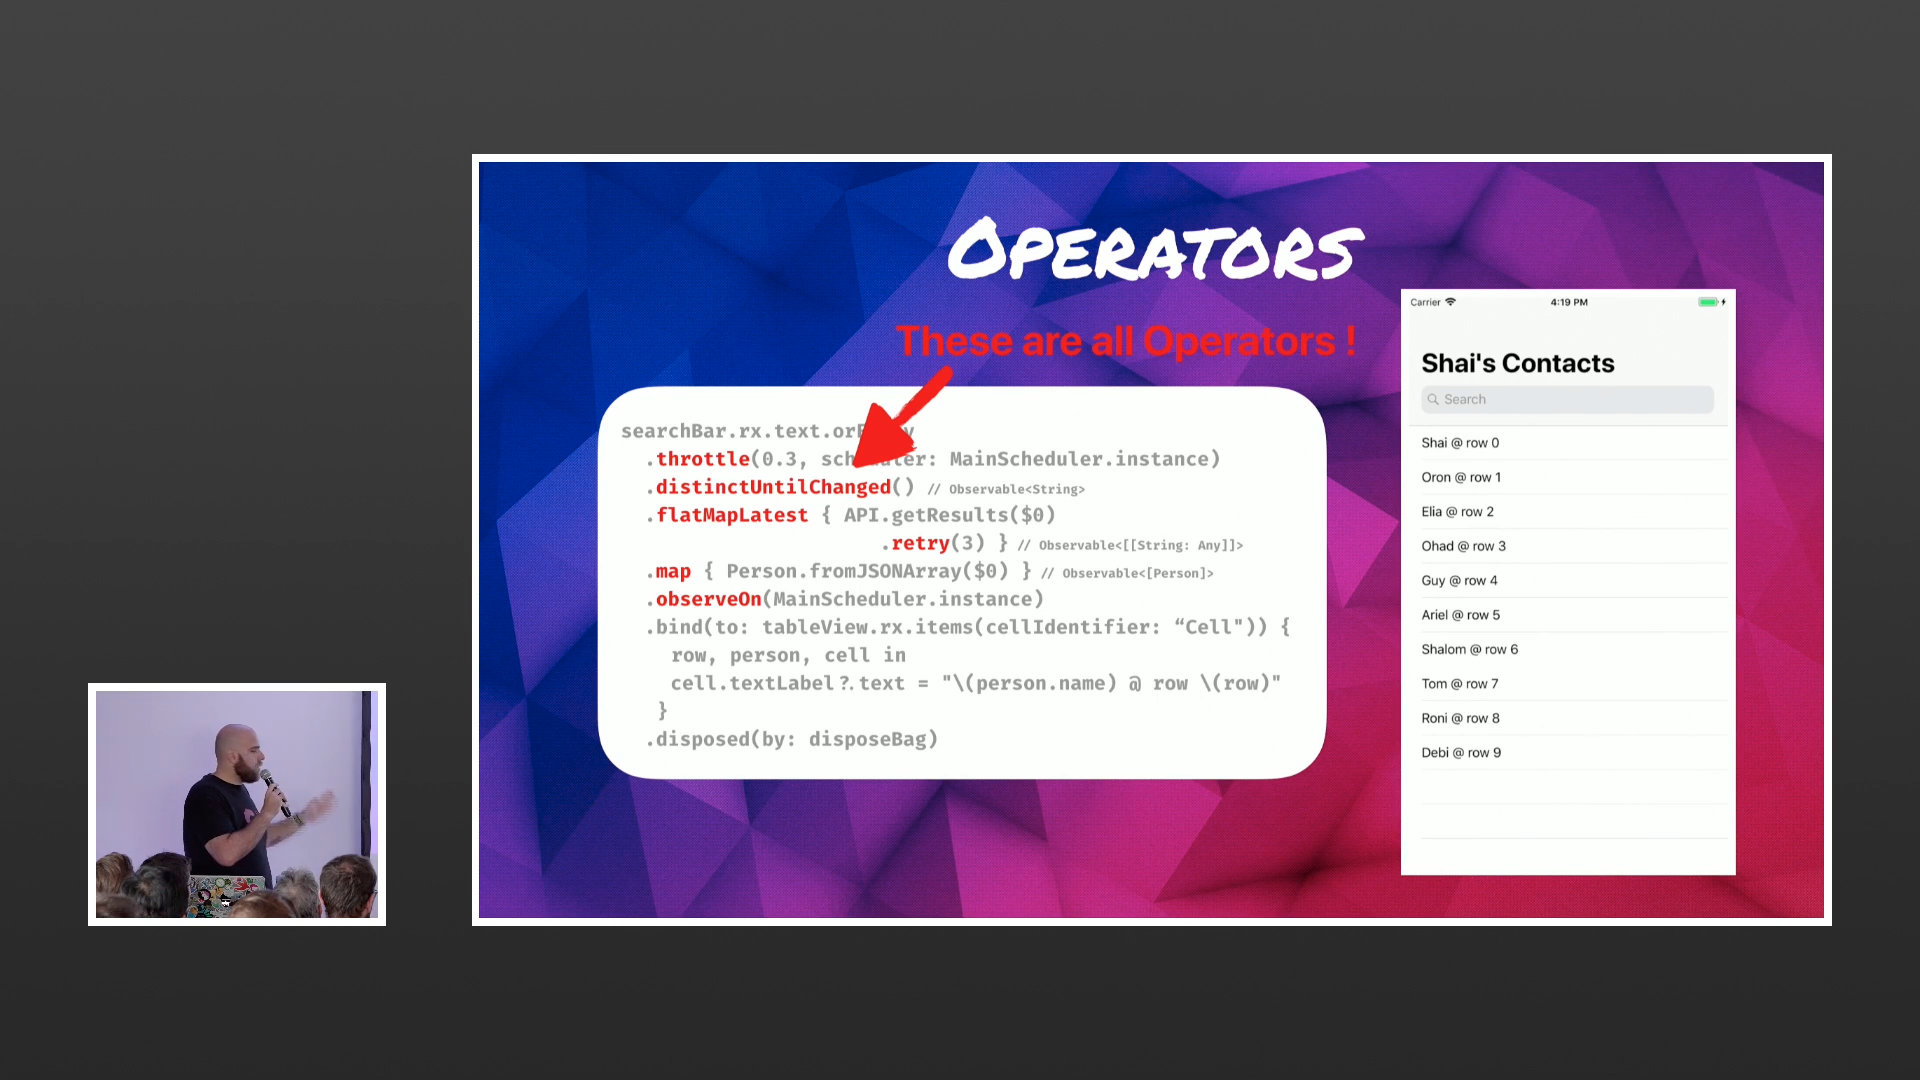 OPERATORS
These are all Operators !
searchBar.rx.text.or
.throttle(0.3, scheduler: MainScheduler.instance)
.distinctUntilChanged() // Observable<String>
.flatMapLatest { API.getResults($0)
.retry(3) } // Observable<[[String: Any]]>
.map { Person.fromJSONArray($0) } // Observable<[Person]>
.observeOn(MainScheduler.instance)
.bind(to: tableView.rx.items(cellIdentifier: “Cell")) {
row, person, cell in
cell.textLabel?.text = "\(person.name) @ row \(row)"
}
.disposed(by: disposeBag)
Carrier 4:19 PM
Shai's Contacts
Search
Shai @ row 0
Oron @ row 1
Elia @ row 2
Ohad @ row 3
Guy @ row 4
Ariel @ row 5
Shalom @ row 6
Tom @ row 7
Roni @ row 8
Debi @ row 9